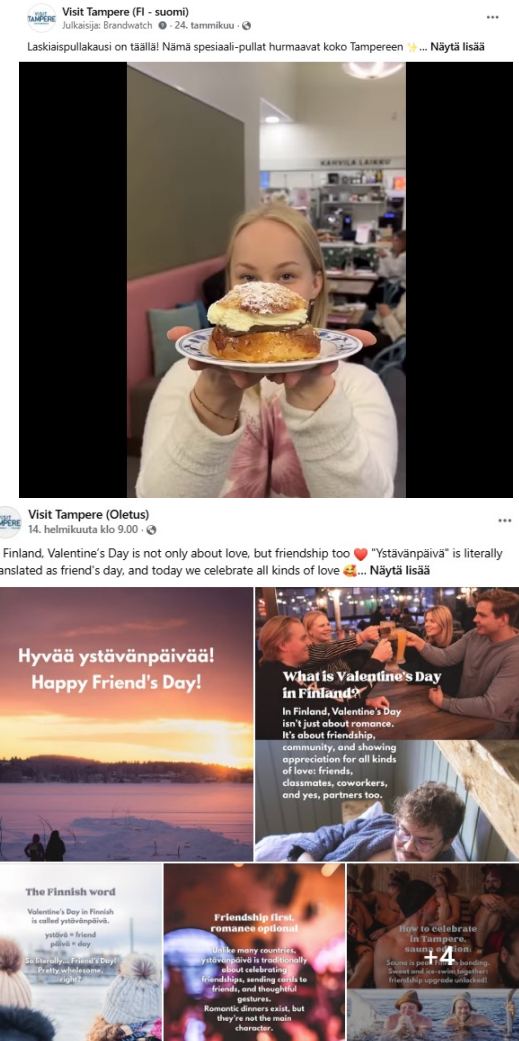 VISIT
TAMPERE
Visit Tampere (FI - suomi)
Julkaisija: Brandwatch · 24. tammikuu ·
Laskiaispullakausi on täällä! Nämä spesiaali-pullat hurmaavat koko Tampereen ✨... Näytä lisää
KAHVILA LAIKKU
VISIT
AMPERE
Visit Tampere (Oletus)
14. helmikuuta klo 9.00 ·
Finland, Valentine's Day is not only about love, but friendship too ❤️ "Ystävänpäivä" is literally
anslated as friend's day, and today we celebrate all kinds of love 🥰... Näytä lisää
Hyvää ystävänpäivää!
Happy Friend's Day!
What is Valentine's Day
in Finland?
In Finland, Valentine's Day
isn't just about romance.
It's about friendship,
community, and showing
appreciation for all kinds
of love: friends,
classmates, coworkers,
and yes, partners too.
The Finnish word
Valentine's Day in Finnish
is called ystävänpäivä.
ystävä = friend
päivä = day
So literally... Friend's Day!
Pretty wholesome,
right?
Friendship first,
romance optional
Unlike many countries,
ystävänpäivä is traditionally
about celebrating
friendships, sending cards to
friends, and thoughtful
gestures.
Romantic dinners exist, but
they're not the main
character.
How to celebrate
in Tampere,
sauna edition:
+4
Sauna is peak Finnish bonding.
Sweat and ice-swim together:
friendship upgrade unlocked!